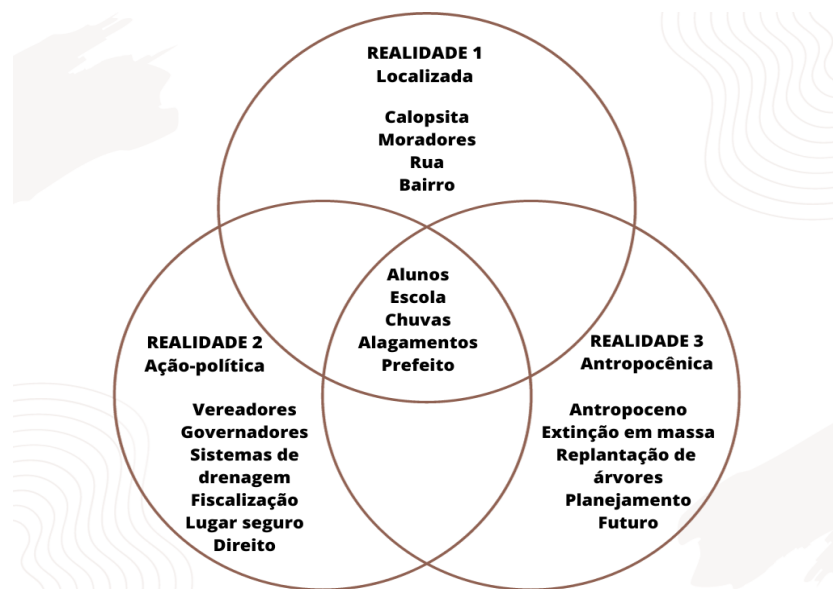 REALIDADE 1
Localizada
Calopsita
Moradores
Rua
Bairro
Alunos
Escola
Chuvas
Alagamentos
Prefeito
REALIDADE 2
Ação-política
Vereadores
Governadores
Sistemas de
drenagem
Fiscalização
Lugar seguro
Direito
REALIDADE 3
Antropocênica
Antropoceno
Extinção em massa
Replantação de
árvores
Planejamento
Futuro